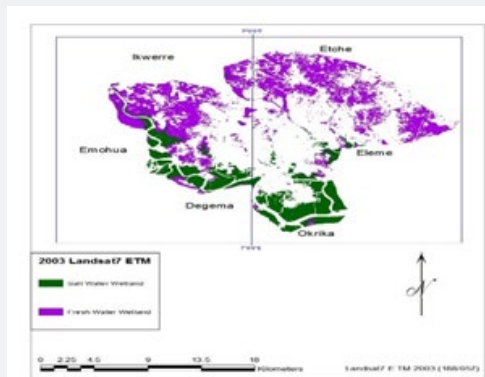 Ikwerre
Etche
Emohua
Eleme
Degema
Okrika
2003 Landsat7 ETM
Salt Water Wetland
Fresh Water Wetland
N
0 2.25 4.5 9 13.5 18
Kilometers
Landsat7 E TM 2003 (188/057)